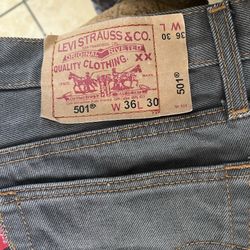 LEVI STRAUSS & CO.
ORIGINAL RIVETED
QUALITY CLOTHING
XX
501®
W 36 L 30
501®
W L
36 30